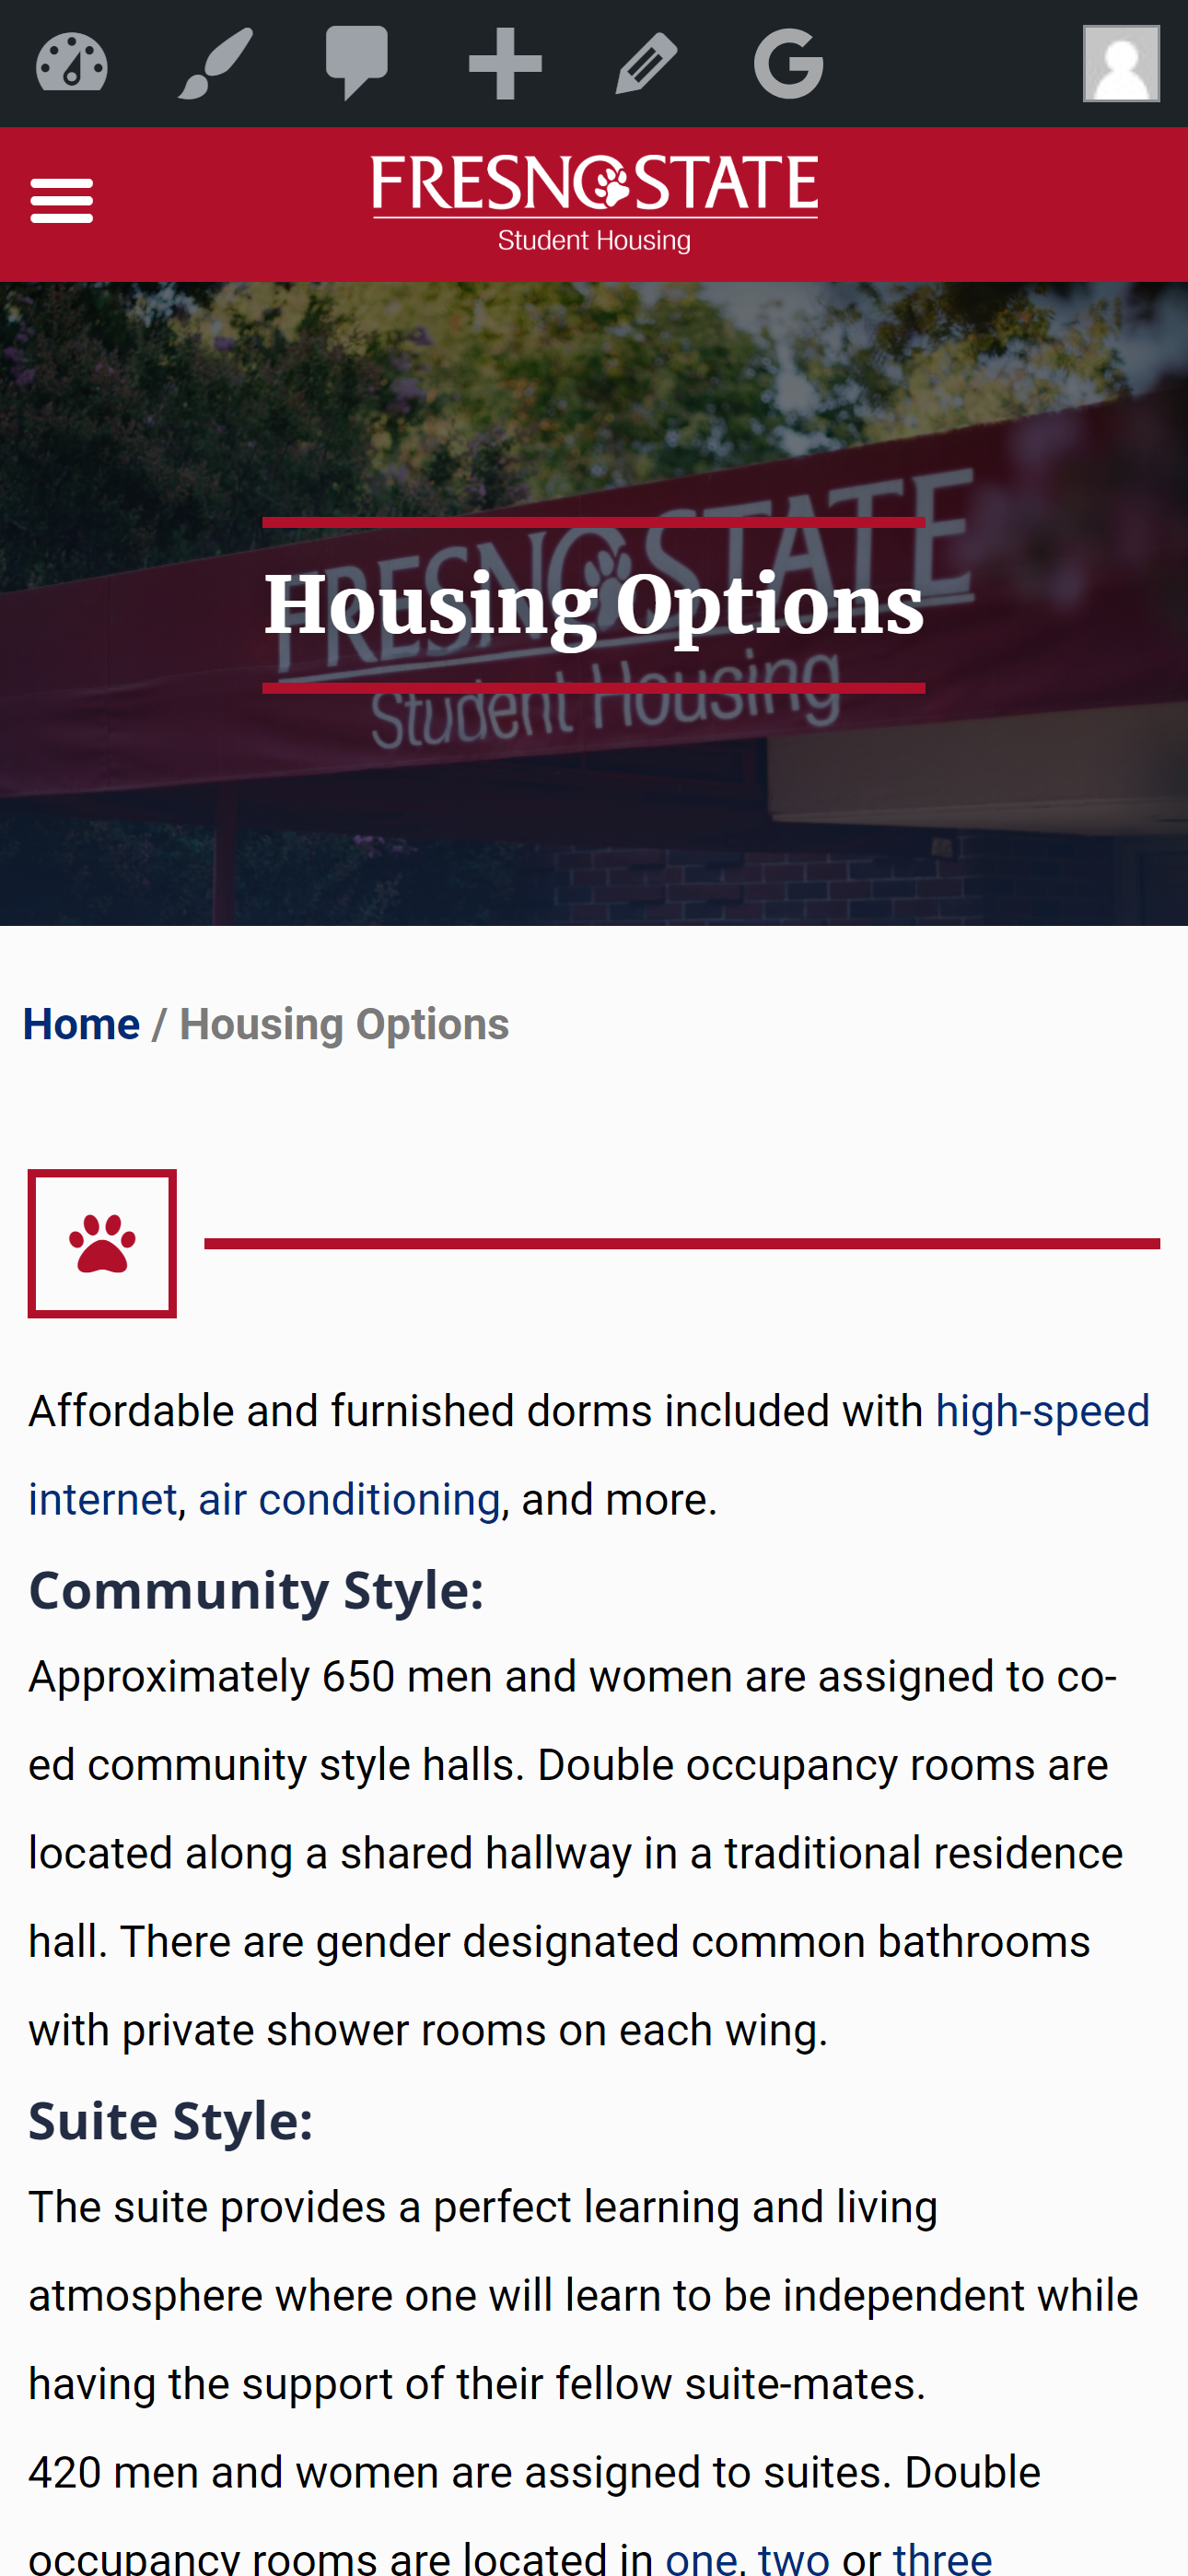 FRESNO STATE
Student Housing
FRESNO STATE
Housing Options
Student Housing
Home / Housing Options
Affordable and furnished dorms included with high-speed
internet, air conditioning, and more.
Community Style:
Approximately 650 men and women are assigned to co-
ed community style halls. Double occupancy rooms are
located along a shared hallway in a traditional residence
hall. There are gender designated common bathrooms
with private shower rooms on each wing.
Suite Style:
The suite provides a perfect learning and living
atmosphere where one will learn to be independent while
having the support of their fellow suite-mates.
420 men and women are assigned to suites. Double
occupancy rooms are located in one, two or three